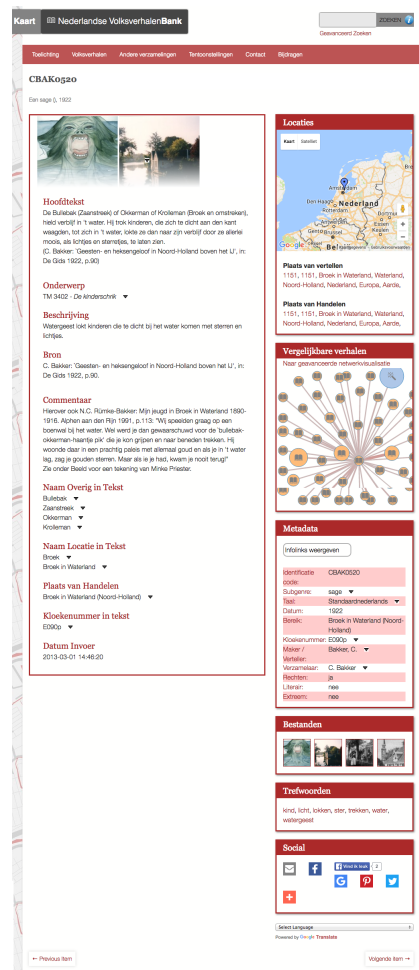 Kaart
Nederlandse VolksverhalenBank
ZOEKEN
Geavanceerd Zoeken
Toelichting
Volksverhalen
Andere verzamelingen
Tentoonstellingen
Contact
Bijdragen
CBAK0520
Een sage (), 1922
Hoofdtekst
De Bullebak (Zaanstreek) of Okkerman of Krolleman (Broek en omstreken),
hield verblijf in 't water. Hij trok kinderen, die zich te dicht aan den kant
waagden, tot zich in 't water, lokte ze dan naar zijn verblijf door ze allerlei
moois, als lichtjes en sterretjes, te laten zien.
(C. Bakker: 'Geesten- en heksengeloof in Noord-Holland boven het IJ', in:
De Gids 1922, p.90)
Onderwerp
TM 3402 - De kinderschrik
Beschrijving
Watergeest lokt kinderen die te dicht bij het water komen met sterren en
lichtjes.
Bron
C. Bakker: 'Geesten- en heksengeloof in Noord-Holland boven het IJ', in:
De Gids 1922, p.90.
Commentaar
Hierover ook N.C. Rümke-Bakker: Mijn jeugd in Broek in Waterland 1890-
1916. Alphen aan den Rijn 1991, p.113: "Wij speelden graag op een
boenwal bij het water. Wel werd je dan gewaarschuwd voor de 'bullebak-
okkerman-haantje pik' die je kon grijpen en naar beneden trekken. Hij
woonde daar in een prachtig paleis met allemaal goud en als je in 't water
lag, zag je gouden sterren. Maar als ie je had, kwam je nooit terug!"
Zie onder Beeld voor een tekening van Minke Priester.
Naam Overig in Tekst
Bullebak
Zaanstreek
Okkerman
Krolleman
Naam Locatie in Tekst
Broek
Broek in Waterland
Plaats van Handelen
Broek in Waterland (Noord-Holland)
Kloekenummer in tekst
E090p
Datum Invoer
2013-03-01 14:46:20
Locaties
Kaart
Satelliet
Amsterdam
Den Haag
Nederland
Rotterdam
Dortmund
Antwerpen
Essen
Gent
Brussel
Keulen
België
Google
Gebruiksvoorwaarden
Plaats van vertellen
1151, 1151, Broek in Waterland, Waterland,
Noord-Holland, Nederland, Europa, Aarde,
Plaats van Handelen
1151, 1151, Broek in Waterland, Waterland,
Noord-Holland, Nederland, Europa, Aarde,
Vergelijkbare verhalen
Naar geavanceerde netwerkvisualisatie
Metadata
Infolinks weergeven
Identificatie code: CBAK0520
Subgenre: sage
Taal: Standaardnederlands
Datum: 1922
Bereik: Broek in Waterland (Noord-
Holland)
Kloekenummer: E090p
Maker / Verteller: Bakker, C.
Verzamelaar: C. Bakker
Rechten: ja
Literair: nee
Extreem: nee
Bestanden
Trefwoorden
kind, licht, lokken, ster, trekken, water,
watergeest
Social
Vind ik leuk
2
Select Language
Powered by Google Translate
← Previous Item
Volgende item →